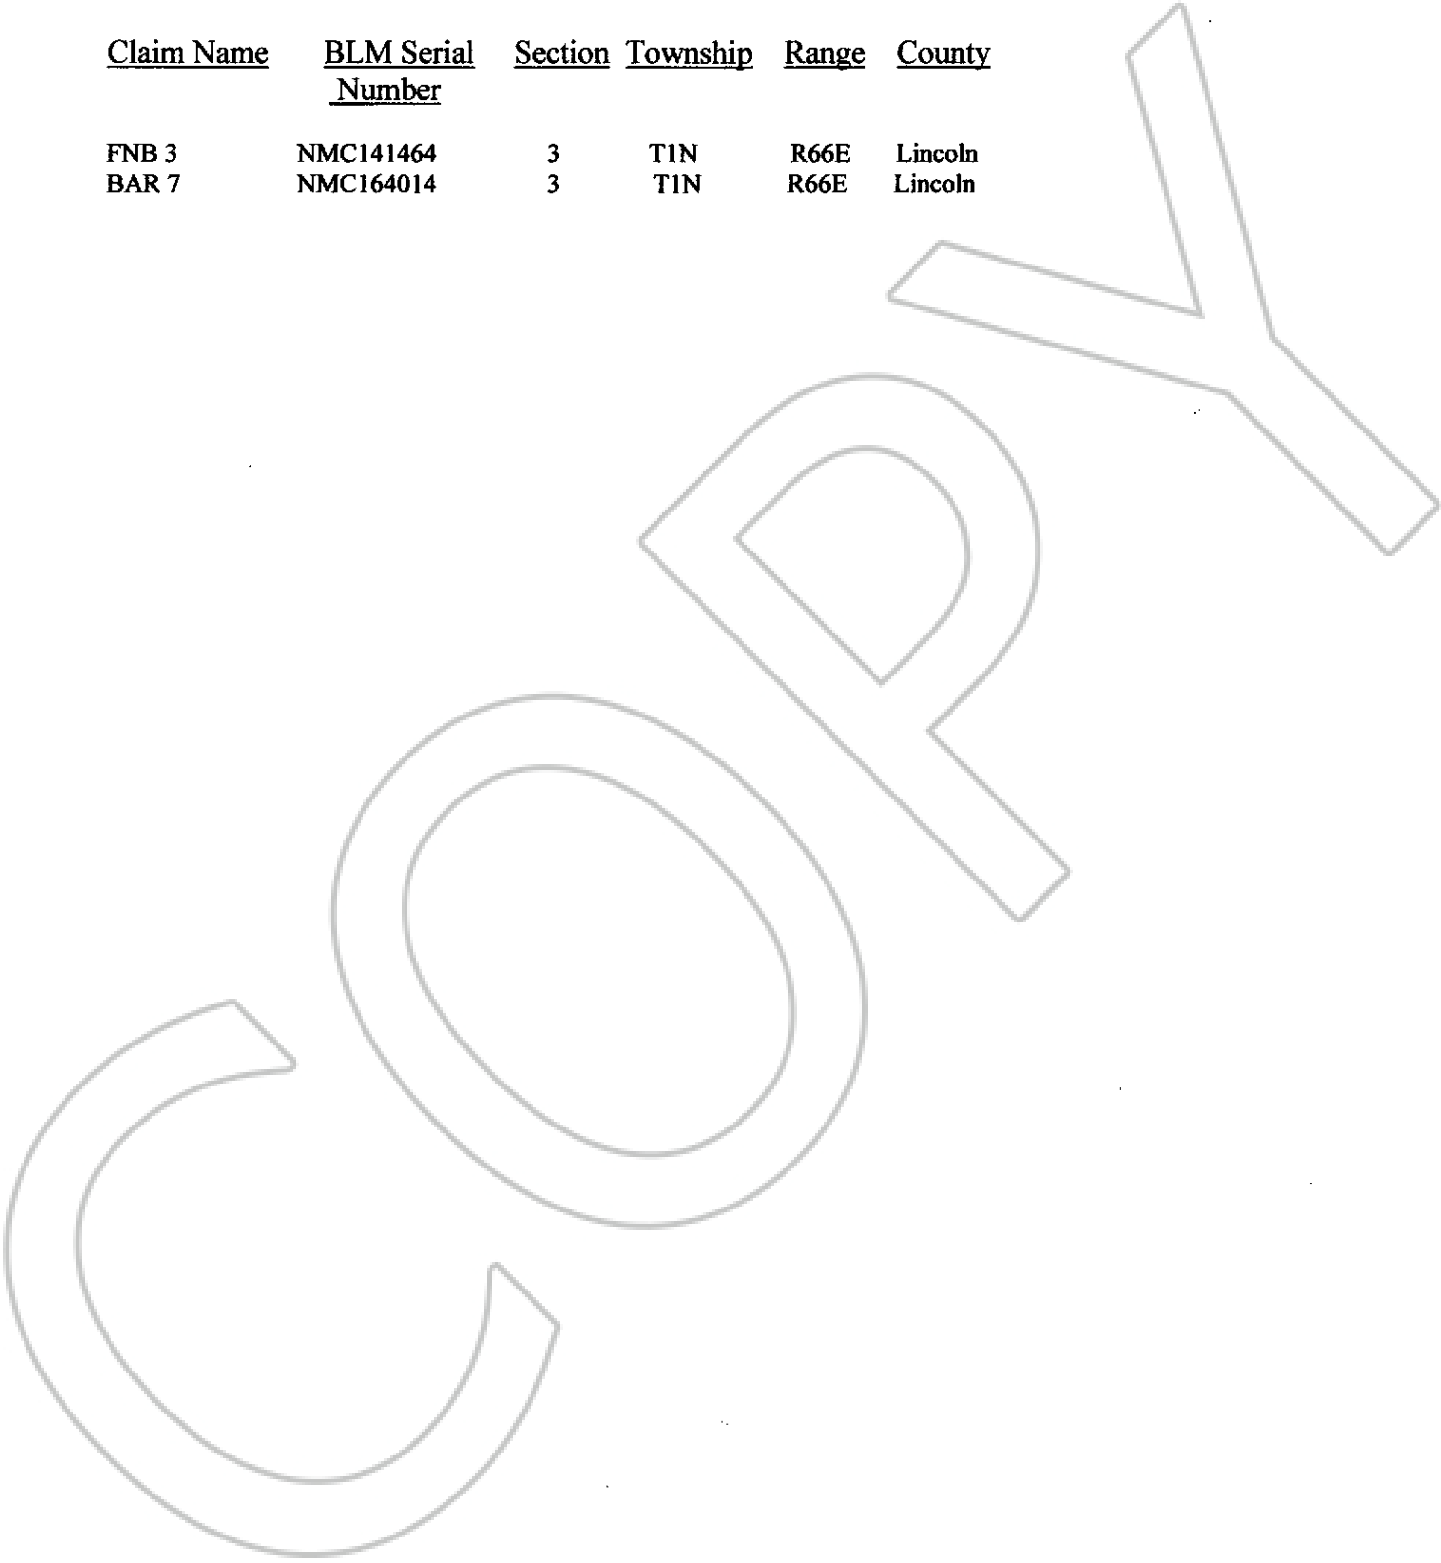 Claim Name BLM Serial Section Township Range County
Number
FNB 3 NMC141464 3 T1N R66E Lincoln
BAR 7 NMC164014 3 T1N R66E Lincoln
COPY